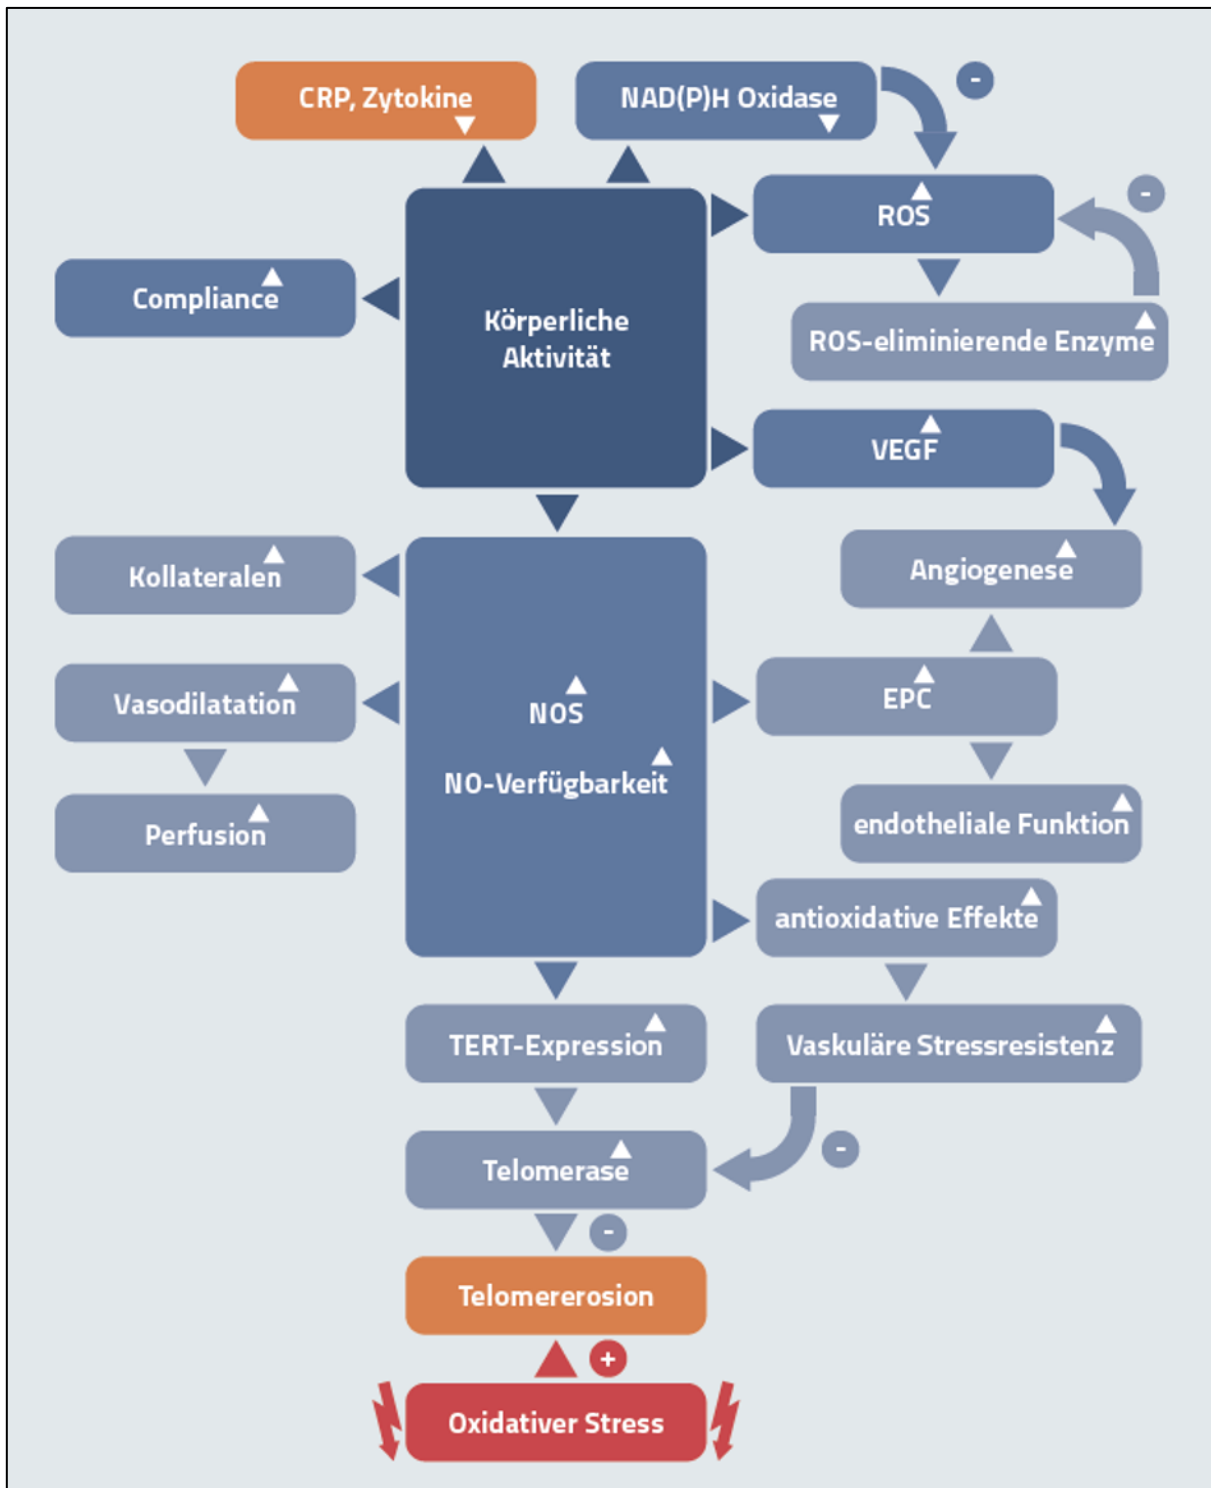 CRP, Zytokine
NAD(P)H Oxidase
-
ROS
-
Compliance
Körperliche
Aktivität
ROS-eliminierende Enzyme
VEGF
Kollateralen
Angiogenese
Vasodilatation
NOS
EPC
NO-Verfügbarkeit
Perfusion
endotheliale Funktion
antioxidative Effekte
TERT-Expression
Vaskuläre Stressresistenz
-
Telomerase
-
Telomererosion
+
Oxidativer Stress